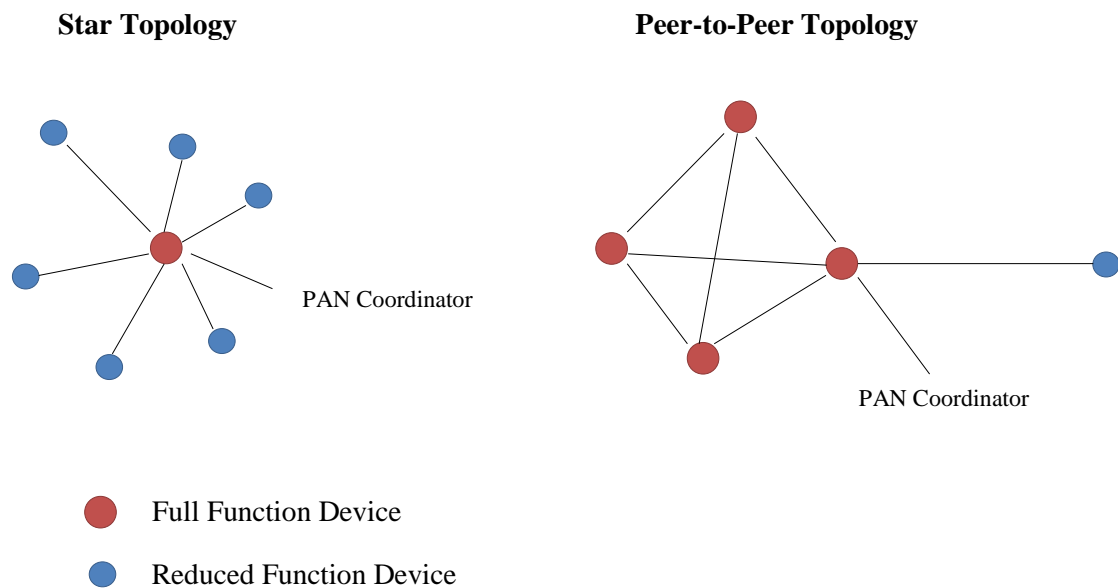 Star Topology
Peer-to-Peer Topology
PAN Coordinator
PAN Coordinator
Full Function Device
Reduced Function Device